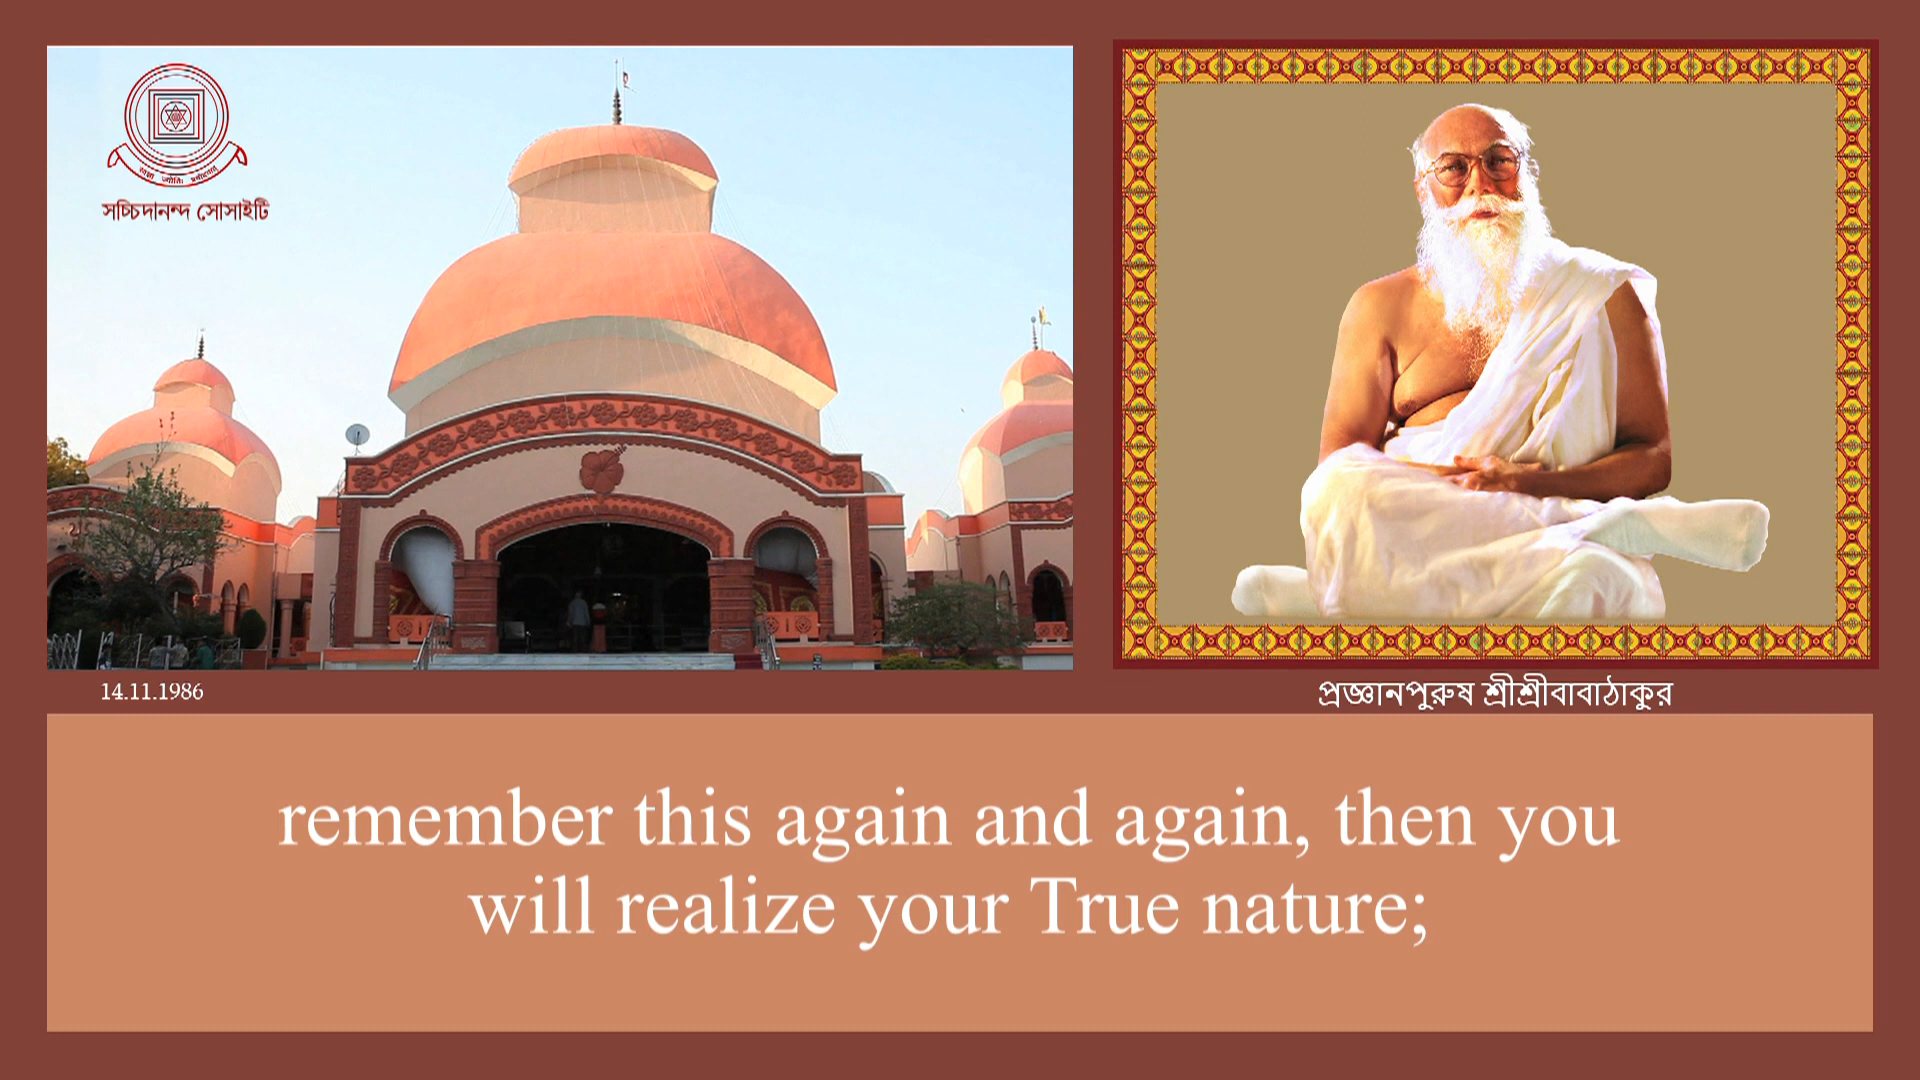 সচ্চিদানন্দ সোসাইটি
14.11.1986
প্রজ্ঞানপুরুষ শ্রীশ্রীবাবাঠাকুর
remember this again and again, then you
will realize your True nature;